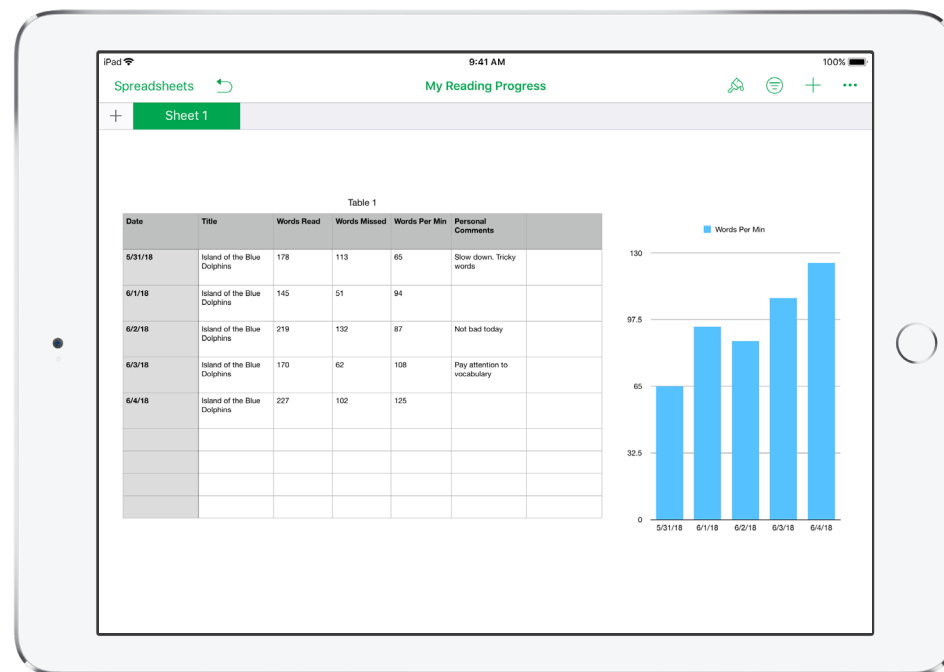 iPad 9:41 AM 100%
Spreadsheets My Reading Progress
+ Sheet 1
Table 1
Date Title Words Read Words Missed Words Per Min Personal
Comments
5/31/18 Island of the Blue 178 113 65 Slow down, Tricky
Dolphins words
6/1/18 Island of the Blue 145 51 94
Dolphins
6/2/18 Island of the Blue 219 132 87 Not bad today
Dolphins
6/3/18 Island of the Blue 170 62 108 Pay attention to
Dolphins vocabulary
6/4/18 Island of the Blue 227 102 125
Dolphins
Words Per Min
130
97.5
65
32.5
0
5/31/18 6/1/18 6/2/18 6/3/18 6/4/18